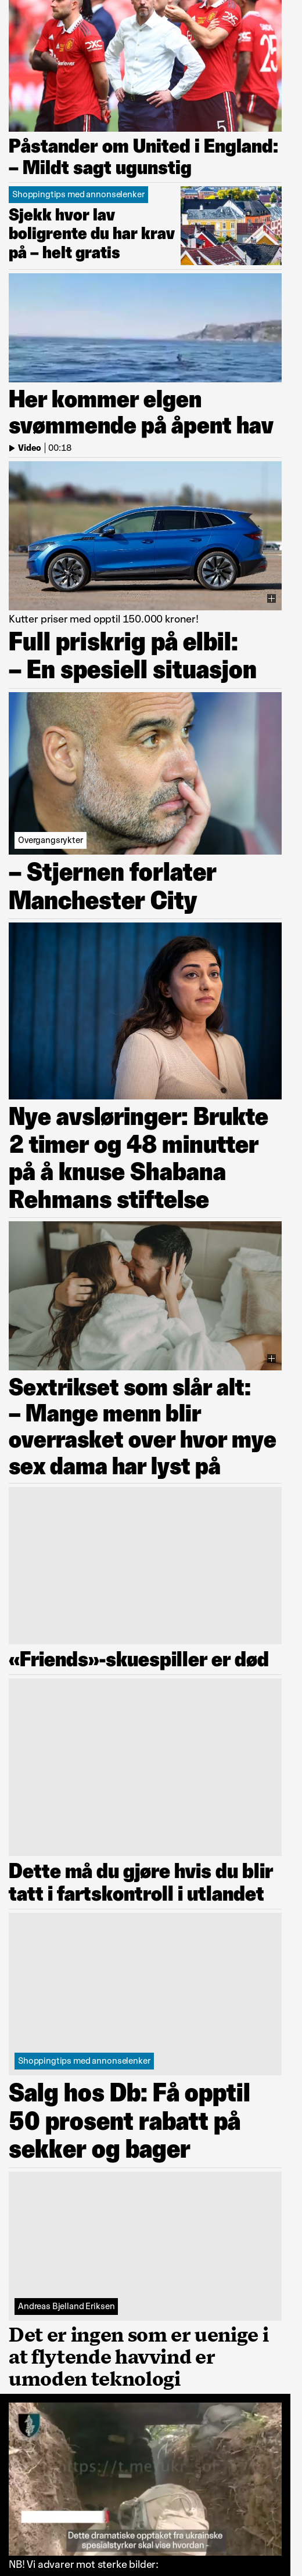 Påstander om United i England:
– Mildt sagt ugunstig
Shoppingtips med annonselenker
Sjekk hvor lav
boligrente du har krav
på – helt gratis
Her kommer elgen
svømmende på åpent hav
Video | 00:18
Kutter priser med opptil 150.000 kroner!
Full priskrig på elbil:
– En spesiell situasjon
Overgangsrykter
– Stjernen forlater
Manchester City
Nye avsløringer: Brukte
2 timer og 48 minutter
på å knuse Shabana
Rehmans stiftelse
Sextrikset som slår alt:
– Mange menn blir
overrasket over hvor mye
sex dama har lyst på
«Friends»-skuespiller er død
Dette må du gjøre hvis du blir
tatt i fartskontroll i utlandet
Shoppingtips med annonselenker
Salg hos Db: Få opptil
50 prosent rabatt på
sekker og bager
Andreas Bjelland Eriksen
Det er ingen som er uenige i
at flytende havvind er
umoden teknologi
Dette dramatiske opptaket fra ukrainske
spesialstyrker skal vise hvordan
NB! Vi advarer mot sterke bilder: